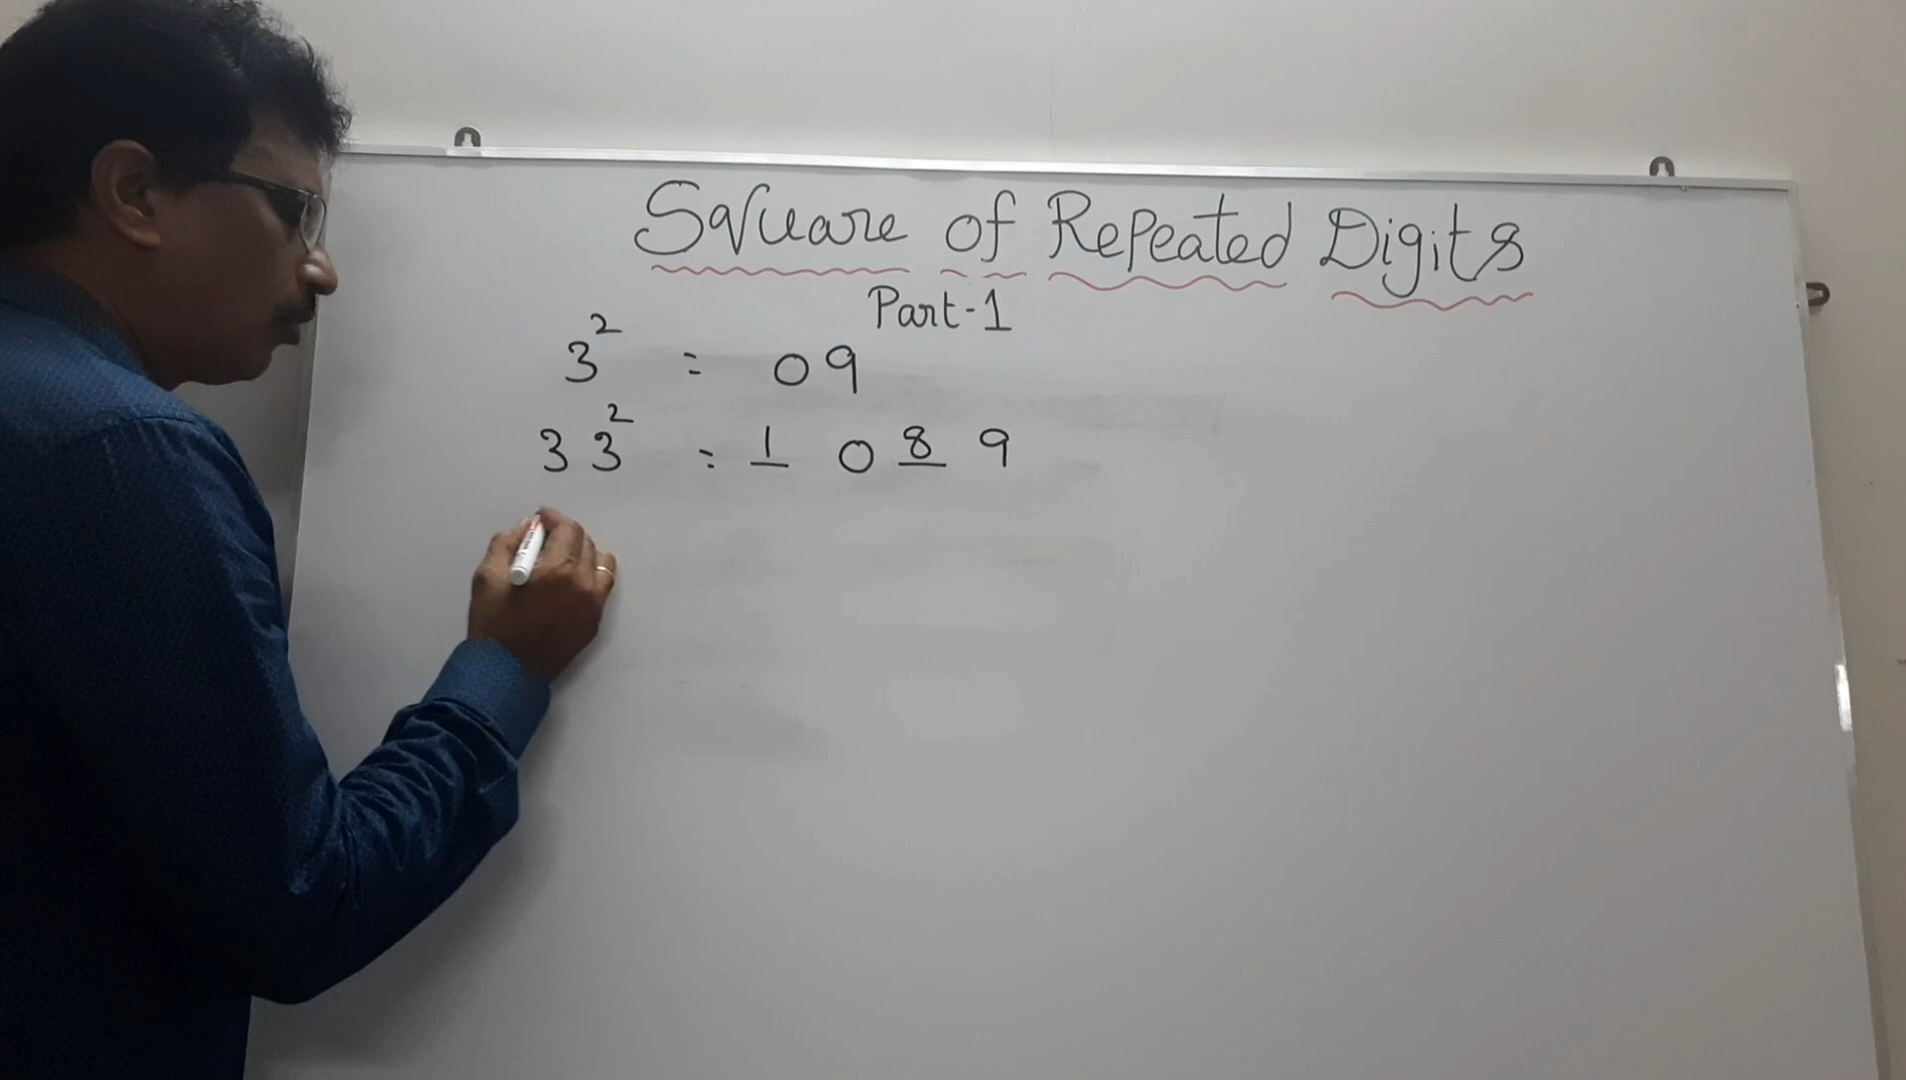 Square of Repeated Digits
Part-1
3² = 09
33² = 1 0 8 9